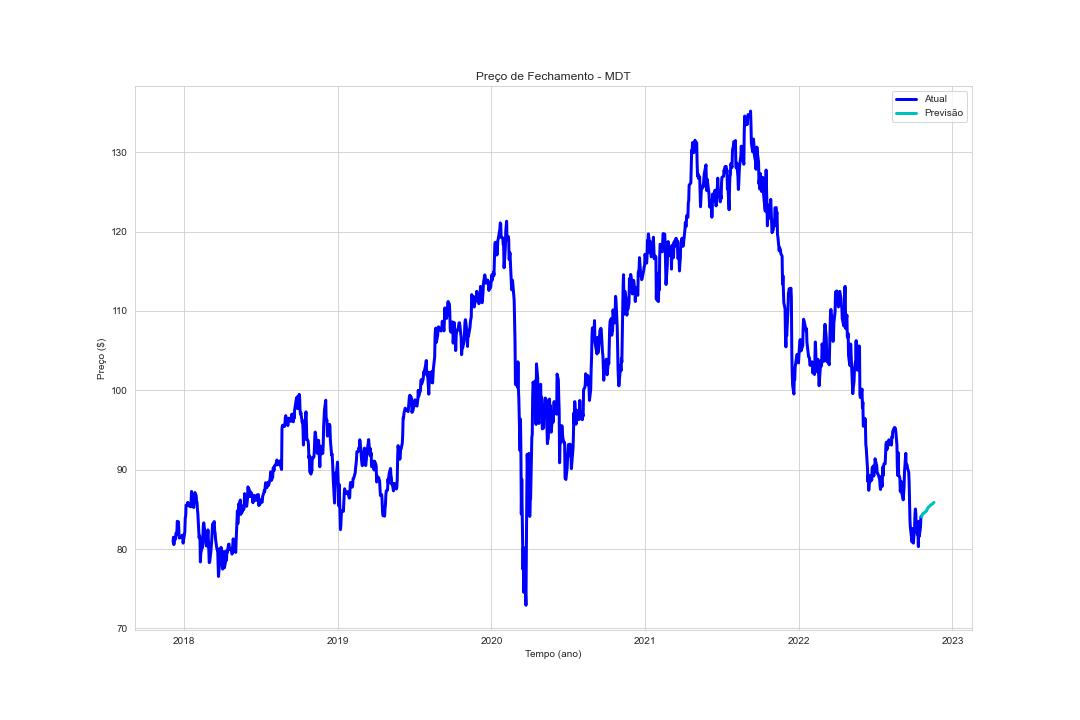 Preço de Fechamento - MDT
Atual
Previsão
130
120
110
100
90
80
70
Preço ($)
2018 2019 2020 2021 2022 2023
Tempo (ano)